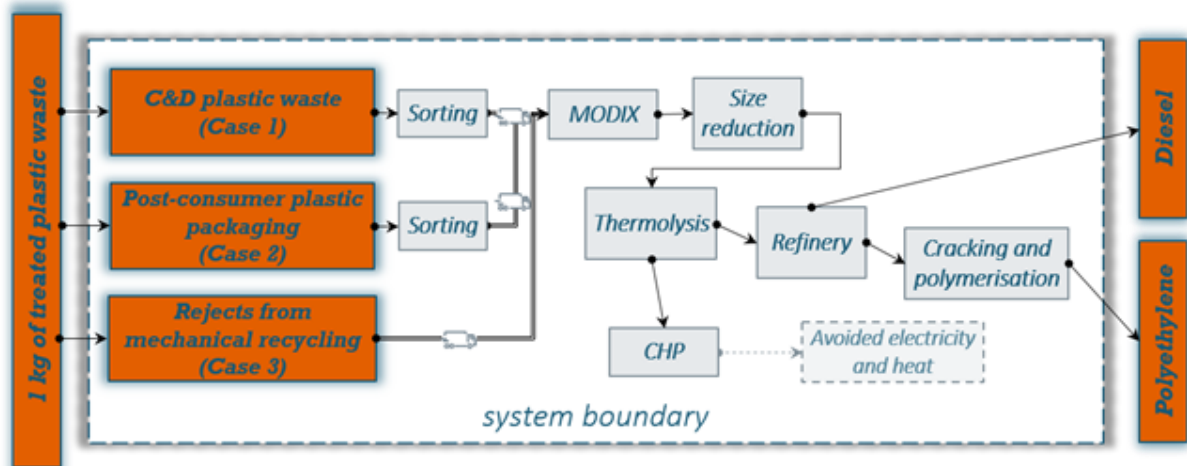 1 kg of treated plastic waste
C&D plastic waste
(Case 1)
Sorting
MODIX
Size
reduction
Diesel
Post-consumer plastic
packaging
(Case 2)
Sorting
Thermolysis
Refinery
Cracking and
polymerisation
Rejects from
mechanical recycling
(Case 3)
CHP
Avoided electricity
and heat
Polyethylene
system boundary